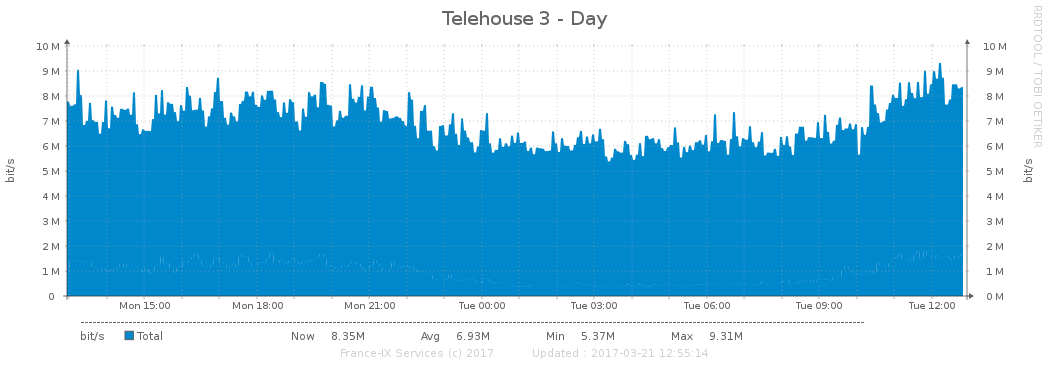 Telehouse 3 - Day
RRDTOOL / TOBI OETIKER
bit/s
10 M
9 M
8 M
7 M
6 M
5 M
4 M
3 M
2 M
1 M
0
10 M
9 M
8 M
7 M
6 M
5 M
4 M
3 M
2 M
1 M
0 M
bit/s
Mon 15:00 Mon 18:00 Mon 21:00 Tue 00:00 Tue 03:00 Tue 06:00 Tue 09:00 Tue 12:00
bit/s Total Now 8.35M Avg 6.93M Min 5.37M Max 9.31M
France-IX Services (c) 2017 Updated : 2017-03-21 12:55:14